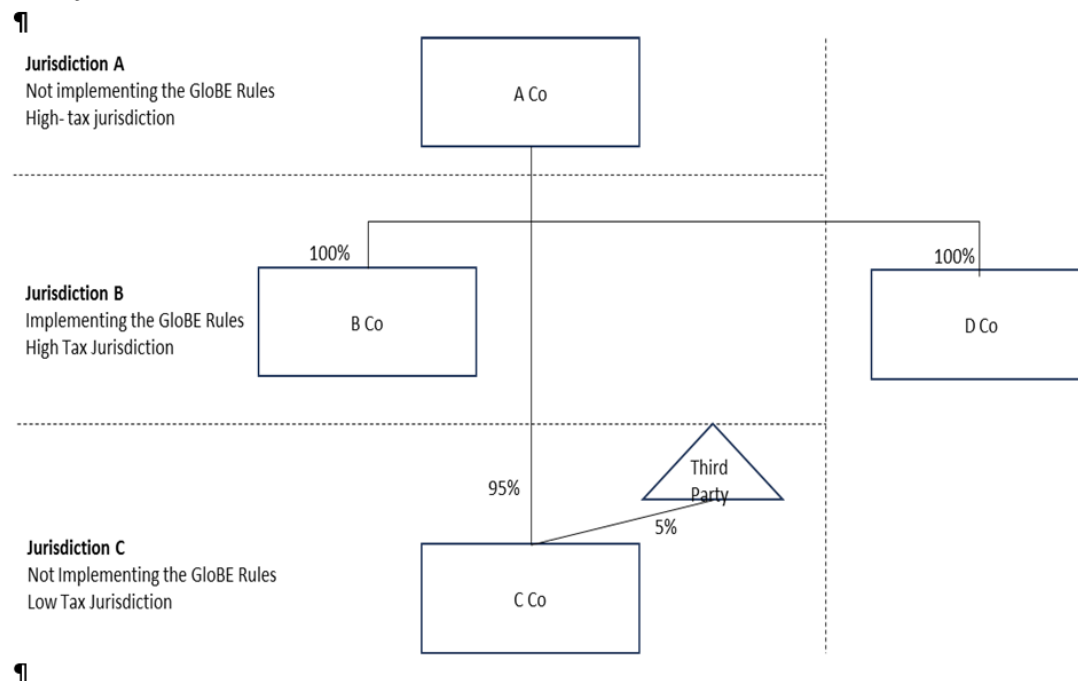 ¶
Jurisdiction A
Not implementing the GloBE Rules
High- tax jurisdiction
A Co
100%
100%
Jurisdiction B
Implementing the GloBE Rules
High Tax Jurisdiction
B Co
D Co
95%
Third
Party
5%
Jurisdiction C
Not Implementing the GloBE Rules
Low Tax Jurisdiction
C Co
¶